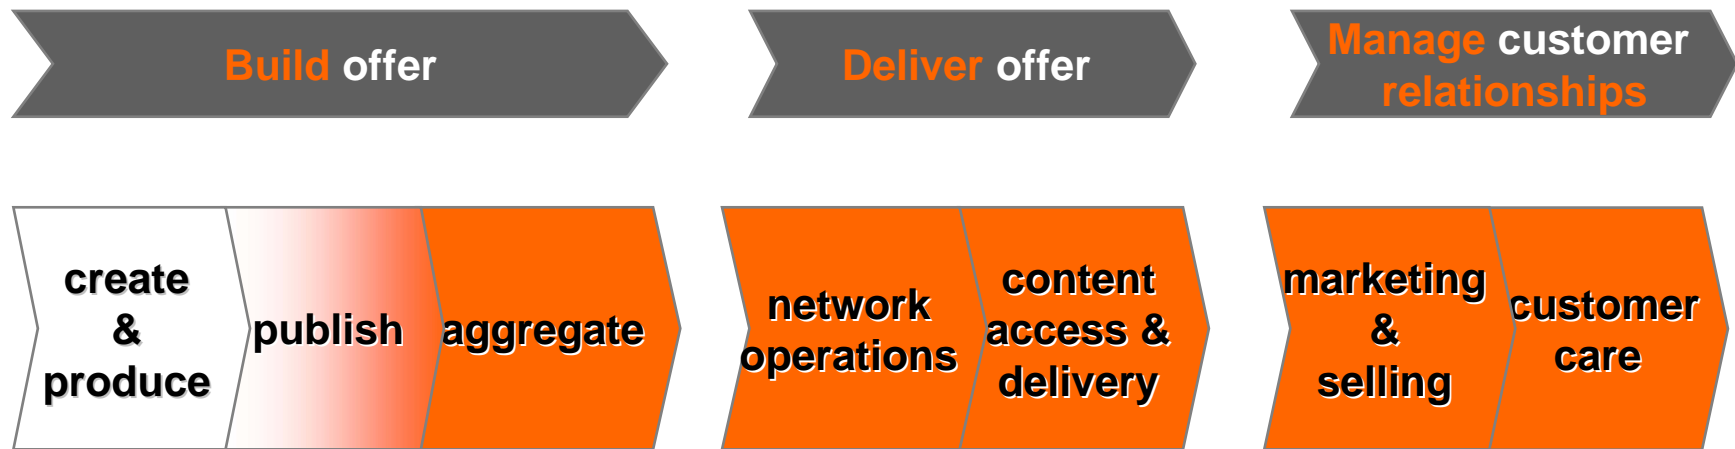 Build offer
Deliver offer
Manage customer
relationships
create
&
produce
publish
aggregate
network
operations
content
access &
delivery
marketing
&
selling
customer
care